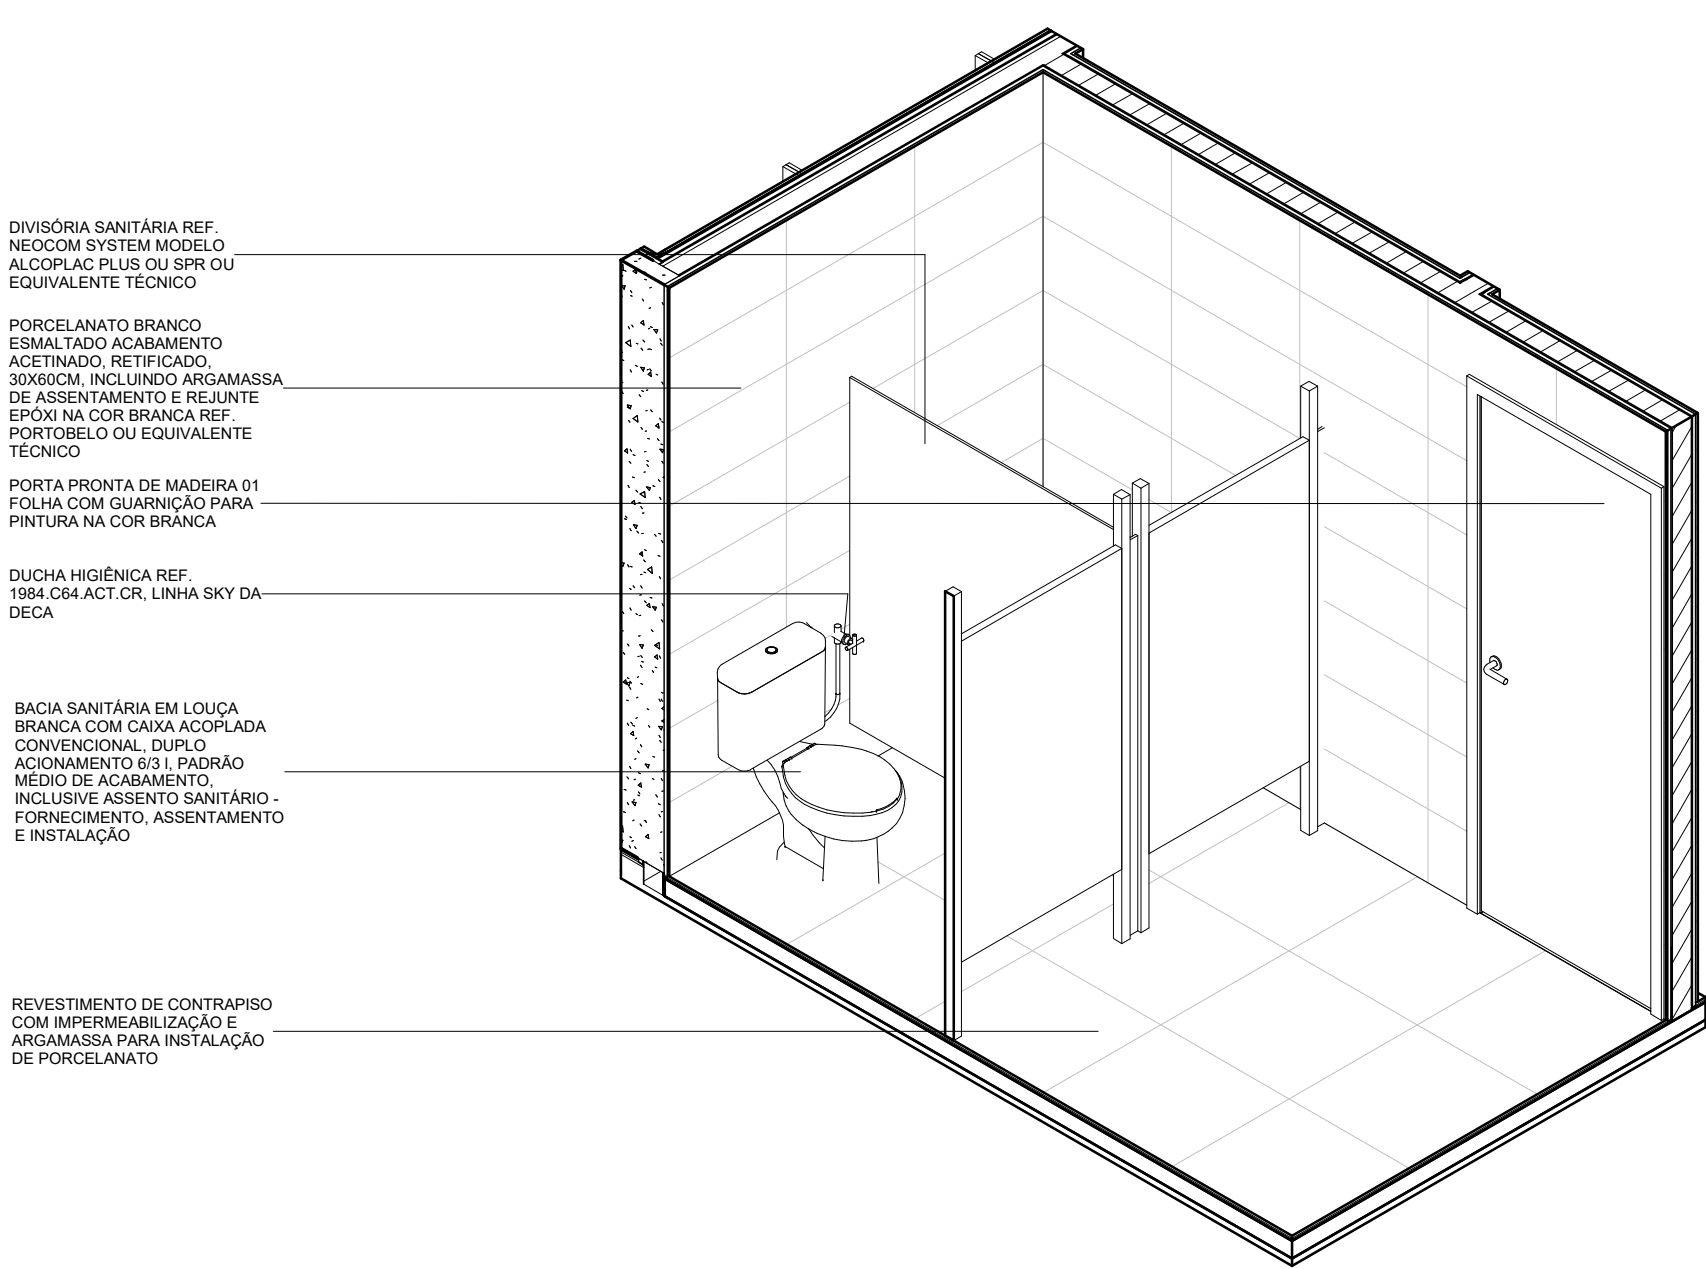 DIVISÓRIA SANITÁRIA REF.
NEOCOM SYSTEM MODELO
ALCOPLAC PLUS OU SPR OU
EQUIVALENTE TÉCNICO
PORCELANATO BRANCO
ESMALTADO ACABAMENTO
ACETINADO, RETIFICADO,
30X60CM, INCLUINDO ARGAMASSA
DE ASSENTAMENTO E REJUNTE
EPÓXI NA COR BRANCA REF.
PORTOBELO OU EQUIVALENTE
TÉCNICO
PORTA PRONTA DE MADEIRA 01
FOLHA COM GUARNIÇÃO PARA
PINTURA NA COR BRANCA
DUCHA HIGIÊNICA REF.
1984.C64.ACT.CR, LINHA SKY DA
DECA
BACIA SANITÁRIA EM LOUÇA
BRANCA COM CAIXA ACOPLADA
CONVENCIONAL, DUPLO
ACIONAMENTO 6/3 l, PADRÃO
MÉDIO DE ACABAMENTO,
INCLUSIVE ASSENTO SANITÁRIO -
FORNECIMENTO, ASSENTAMENTO
E INSTALAÇÃO
REVESTIMENTO DE CONTRAPISO
COM IMPERMEABILIZAÇÃO E
ARGAMASSA PARA INSTALAÇÃO
DE PORCELANATO